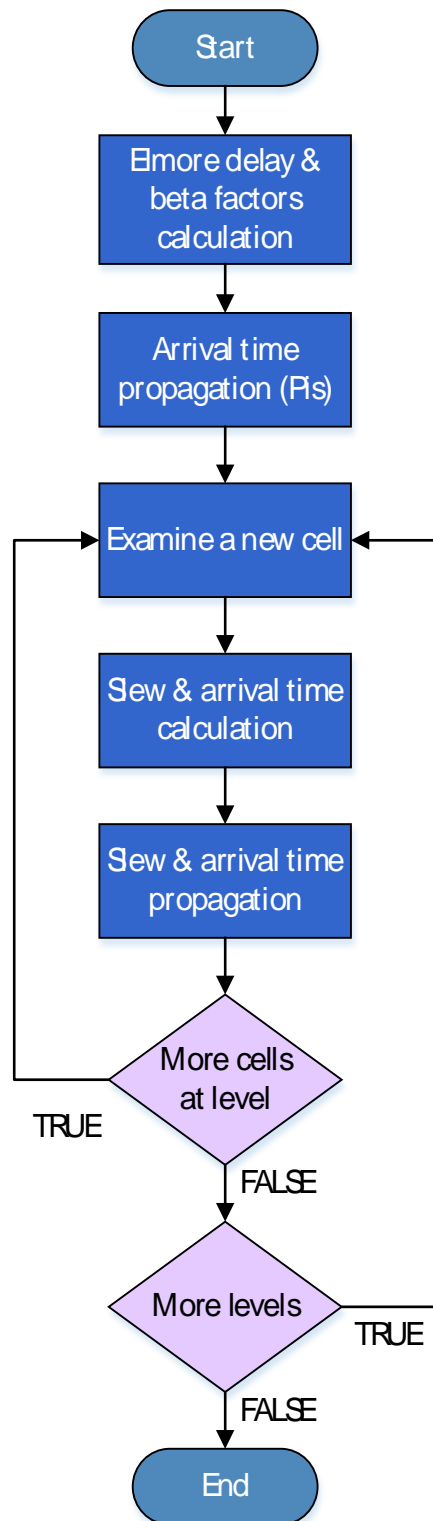 Start
Elmore delay &
beta factors
calculation
Arrival time
propagation (PIs)
Examine a new cell
Slew & arrival time
calculation
Slew & arrival time
propagation
More cells
at level
TRUE
FALSE
More levels
TRUE
FALSE
End